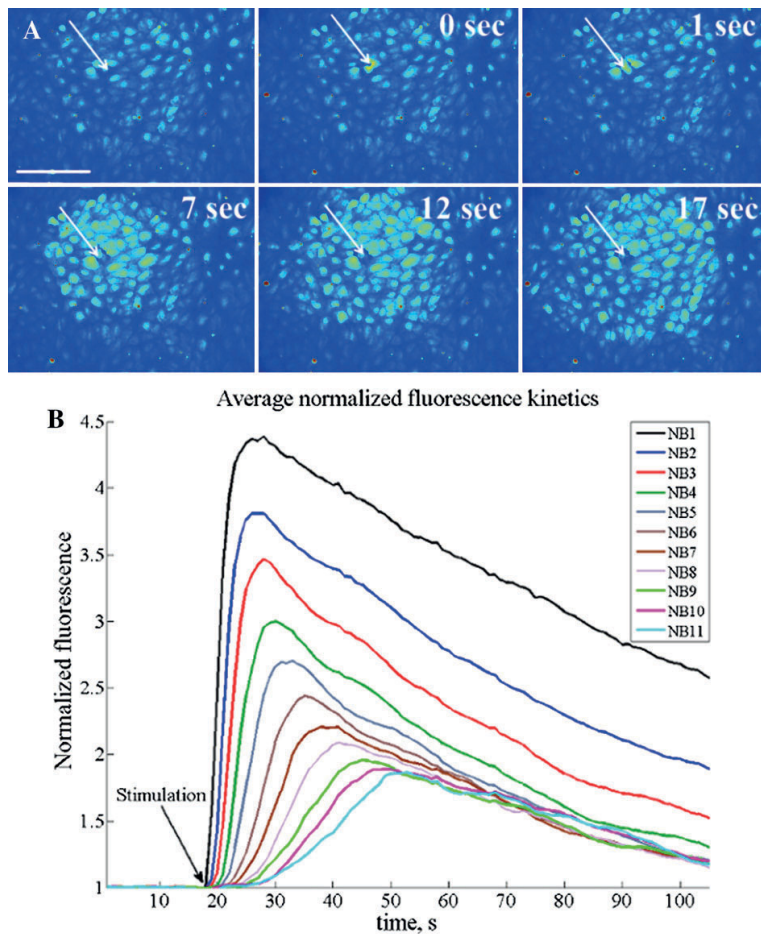 A
0 sec
1 sec
7 sec
12 sec
17 sec
Average normalized fluorescence kinetics
B
4.5
4
3.5
3
2.5
2
1.5
1
Normalized fluorescence
Stimulation
NB1
NB2
NB3
NB4
NB5
NB6
NB7
NB8
NB9
NB10
NB11
10 20 30 40 50 60 70 80 90 100
time, s